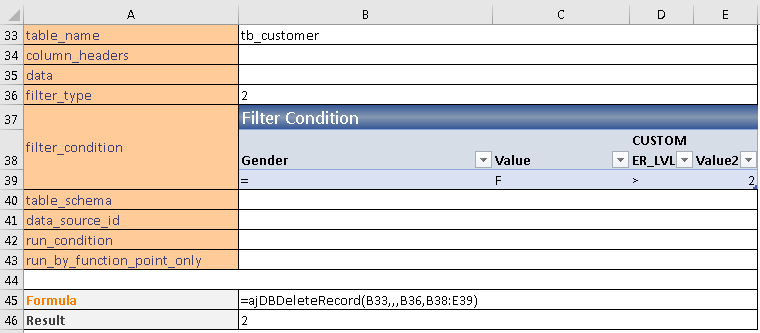 A B C D E
33 table_name tb_customer
34 column_headers
35 data
36 filter_type 2
37 Filter Condition
filter_condition
CUSTOM
38 Gender Value ER_LVL Value2
39 = F > 2
40 table_schema
41 data_source_id
42 run_condition
43 run_by_function_point_only
44
45 Formula =ajDBDeleteRecord(B33,,,B36,B38:E39)
46 Result 2